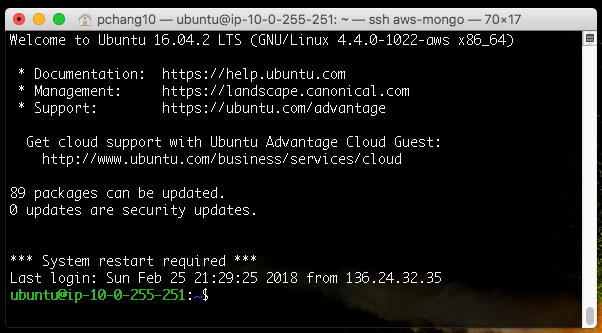 pchang10 — ubuntu@ip-10-0-255-251: ~ — ssh aws-mongo — 70×17
Welcome to Ubuntu 16.04.2 LTS (GNU/Linux 4.4.0-1022-aws x86_64)
* Documentation:  https://help.ubuntu.com
* Management:     https://landscape.canonical.com
* Support:        https://ubuntu.com/advantage
Get cloud support with Ubuntu Advantage Cloud Guest:
http://www.ubuntu.com/business/services/cloud
89 packages can be updated.
0 updates are security updates.
*** System restart required ***
Last login: Sun Feb 25 21:29:25 2018 from 136.24.32.35
ubuntu@ip-10-0-255-251:~$